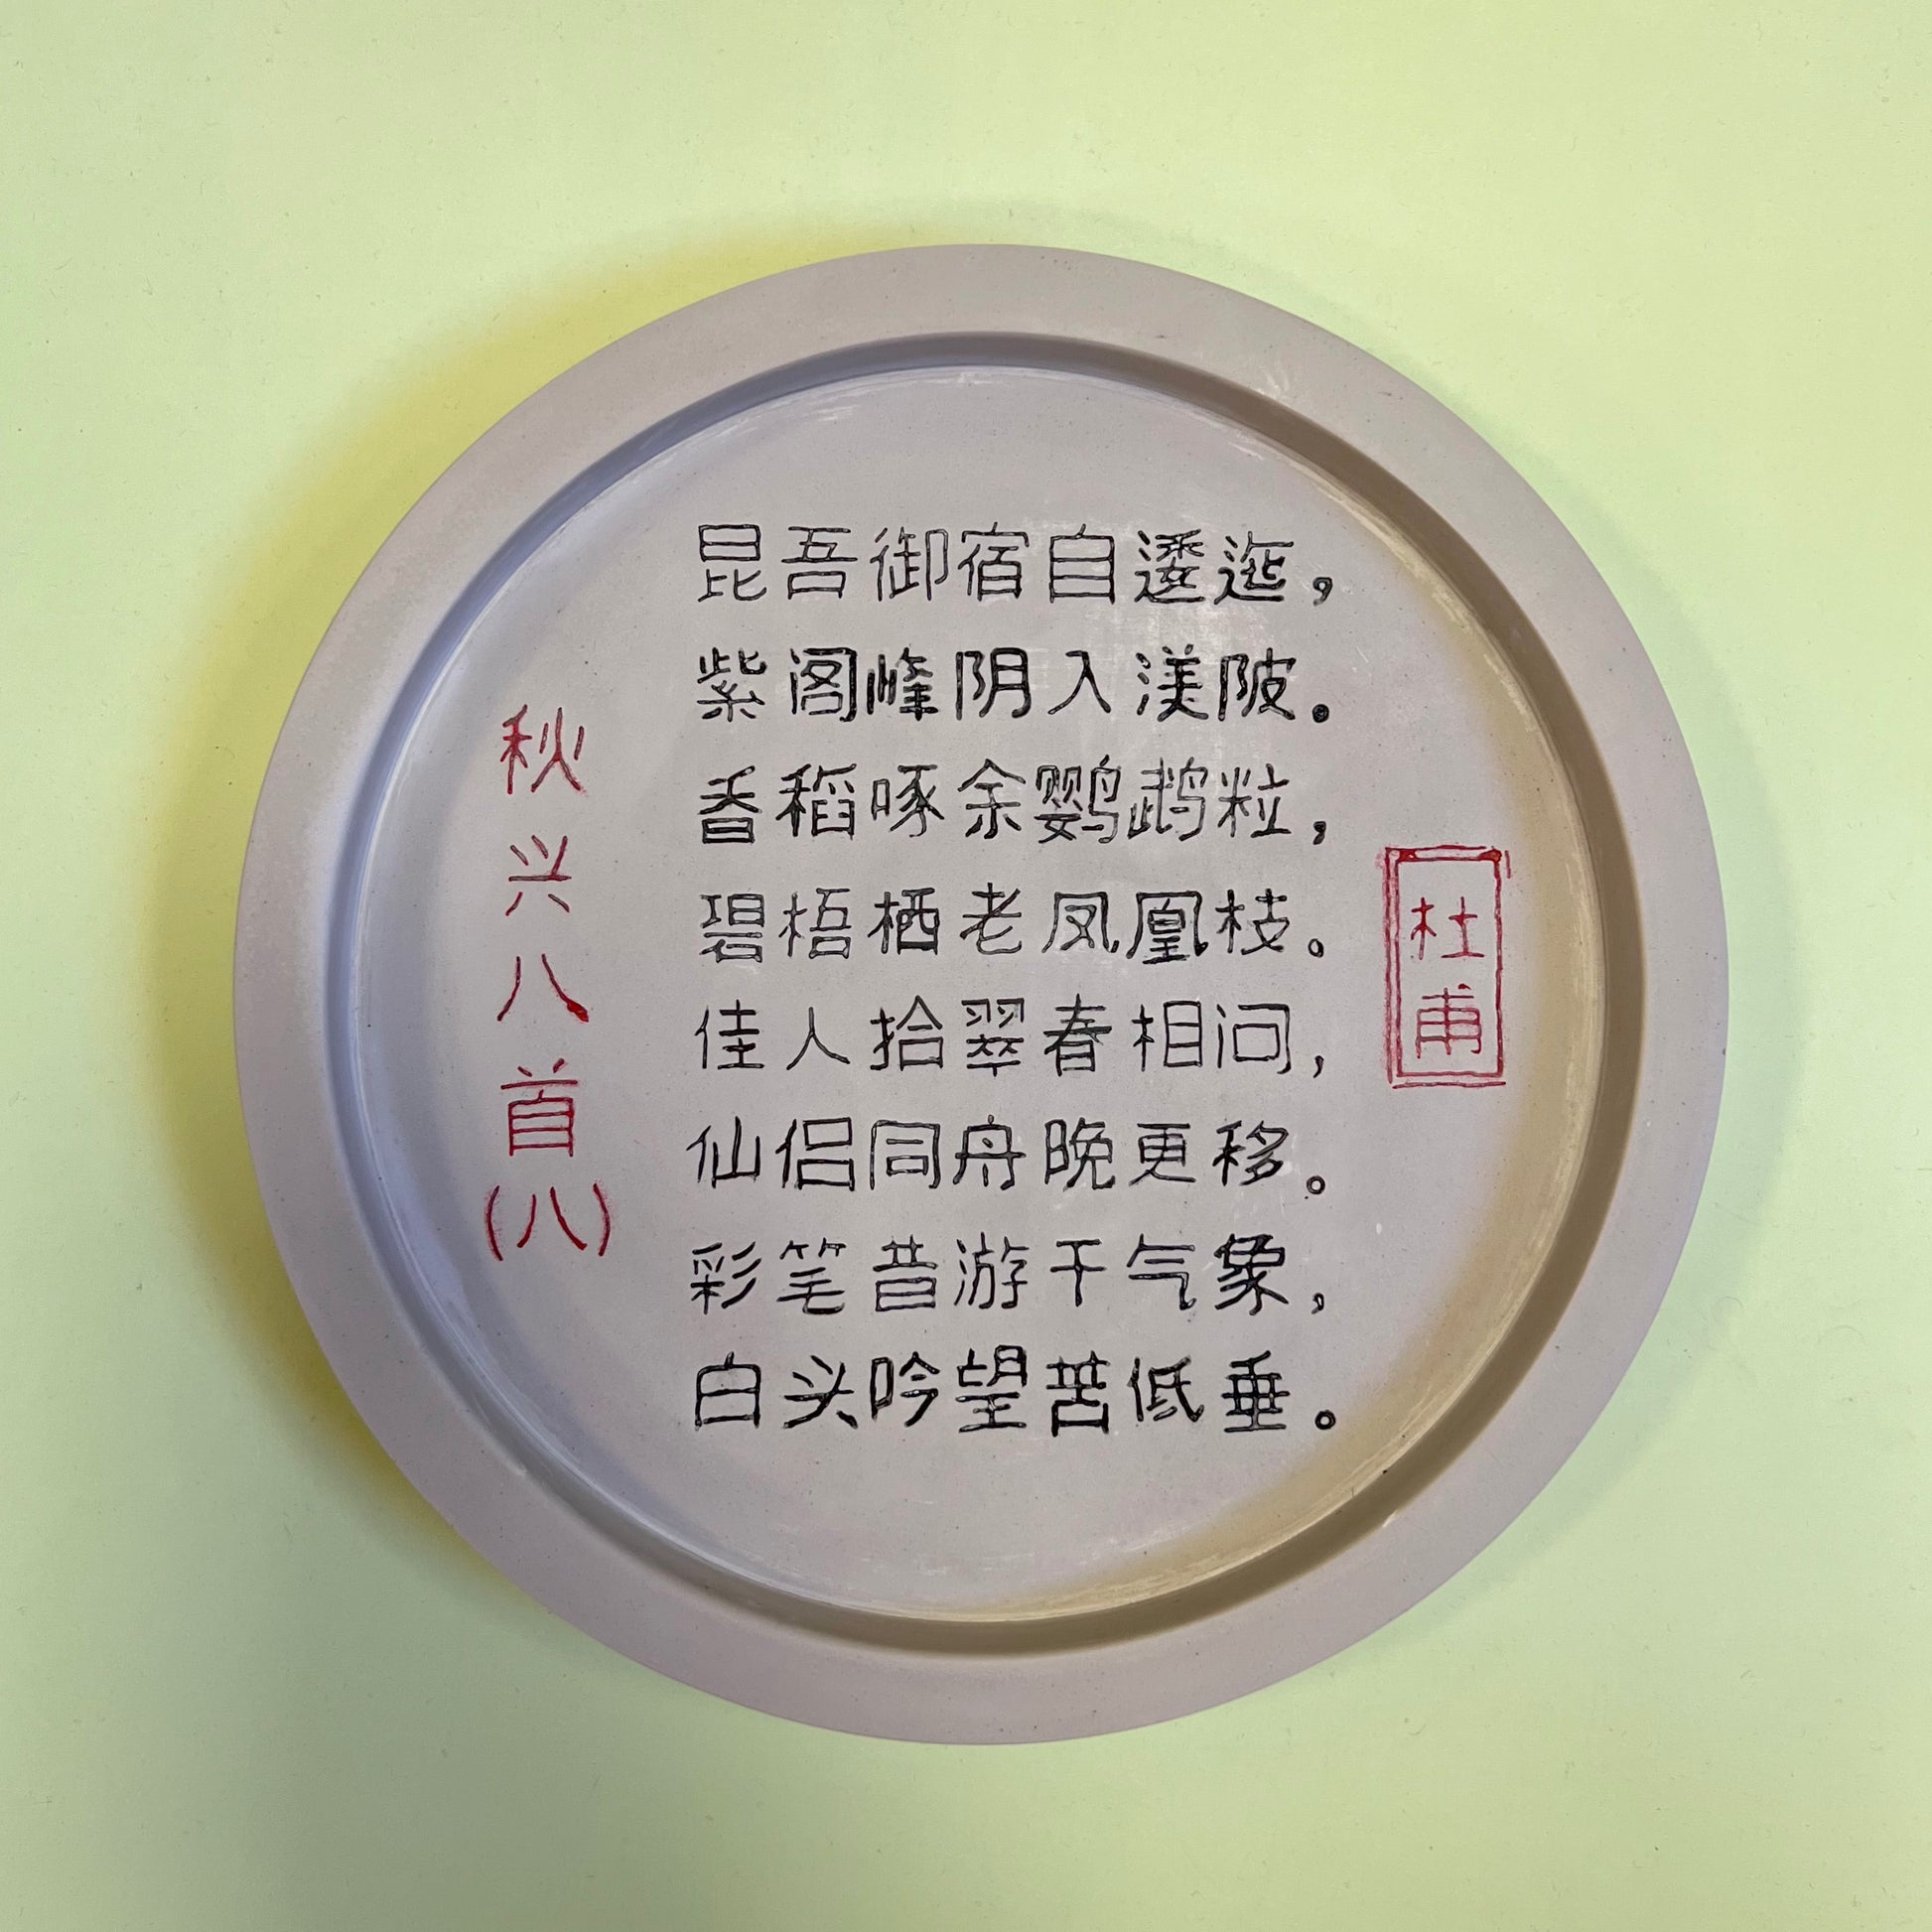 秋兴八首(八)
昆吾御宿自逶迤，
紫阁峰阴入渼陂。
香稻啄余鹦鹉粒，
碧梧栖老凤凰枝。
佳人拾翠春相问，
仙侣同舟晚更移。
彩笔昔游干气象，
白头吟望苦低垂。
杜甫